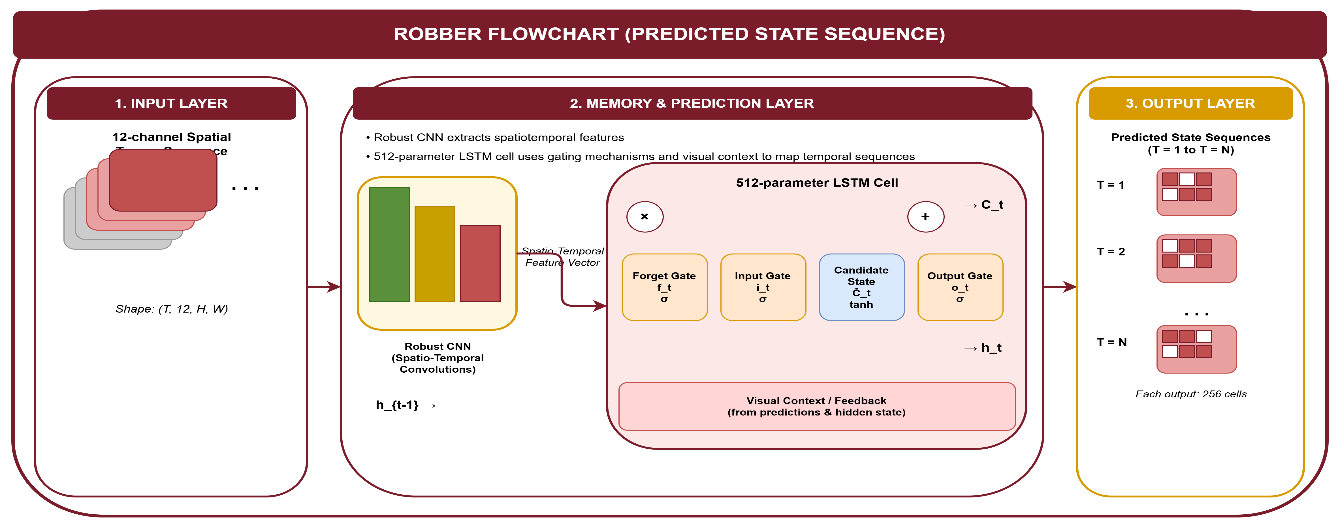 ROBBER FLOWCHART (PREDICTED STATE SEQUENCE)
1. INPUT LAYER
12-channel Spatial
Shape: (T, 12, H, W)
2. MEMORY & PREDICTION LAYER
• Robust CNN extracts spatiotemporal features
• 512-parameter LSTM cell uses gating mechanisms and visual context to map temporal sequences
Robust CNN
(Spatio-Temporal
Convolutions)
h_{t-1} →
Spatio-Temporal
Feature Vector
512-parameter LSTM Cell
×
+
→ C_t
Forget Gate
f_t
σ
Input Gate
i_t
σ
Candidate
State
C̃_t
tanh
Output Gate
o_t
σ
→ h_t
Visual Context / Feedback
(from predictions & hidden state)
3. OUTPUT LAYER
Predicted State Sequences
(T = 1 to T = N)
T = 1
T = 2
. . .
T = N
Each output: 256 cells